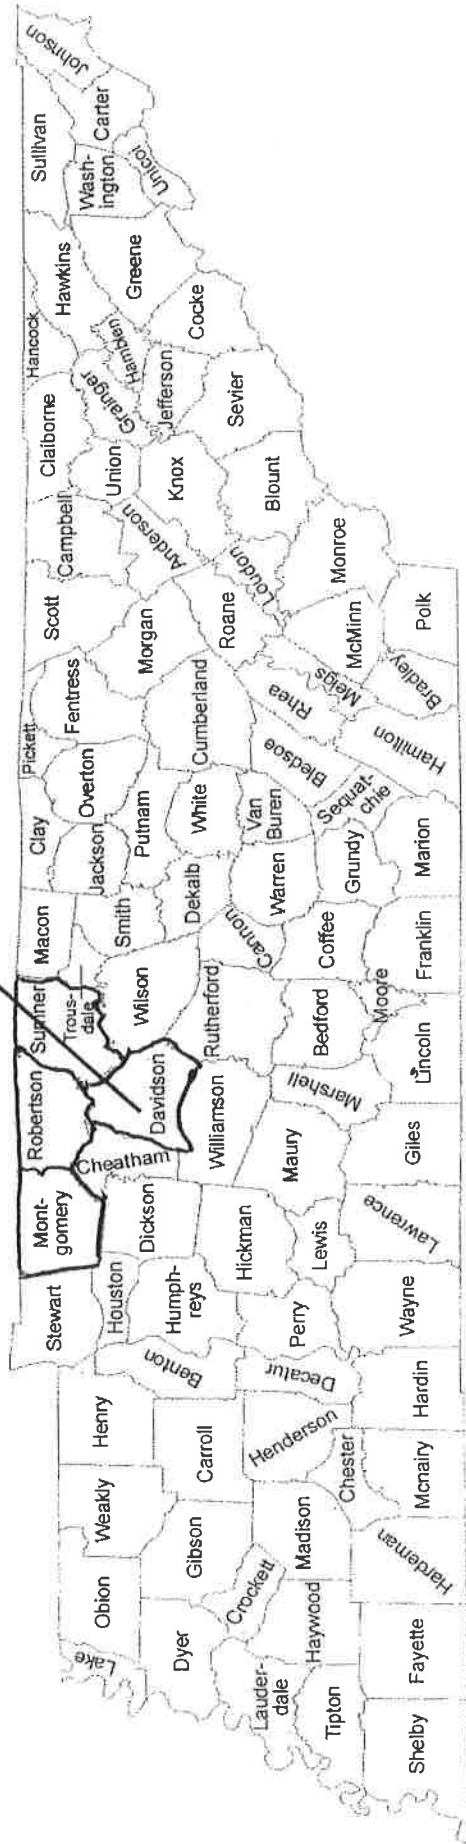 Lake
Obion
Weakly
Henry
Stewart
Mont-
gomery
Robertson
Sumner
Macon
Clay
Pickett
Fentress
Scott
Campbell
Claiborne
Hancock
Hawkins
Sullivan
Johnson
Carter
Wash-
ington
Unicoi
Greene
Cocke
Hamblen
Grainger
Jefferson
Union
Knox
Sevier
Blount
Anderson
Loudon
Monroe
Morgan
Roane
McMinn
Meigs
Polk
Bradley
Rhea
Hamilton
Cumberland
Bledsoe
Overton
Jackson
Putnam
White
Van
Buren
Sequat-
chie
Marion
Grundy
Warren
Dekalb
Smith
Trous-
dale
Wilson
Cannon
Coffee
Franklin
Moore
Rutherford
Bedford
Lincoln
Davidson
Cheatham
Williamson
Marshell
Maury
Giles
Dickson
Houston
Humph-
reys
Hickman
Lewis
Lawrance
Perry
Wayne
Benton
Decatur
Hardin
Carroll
Henderson
Chester
Mcnairy
Gibson
Madison
Hardeman
Crockett
Haywood
Dyer
Lauder-
dale
Tipton
Fayette
Shelby